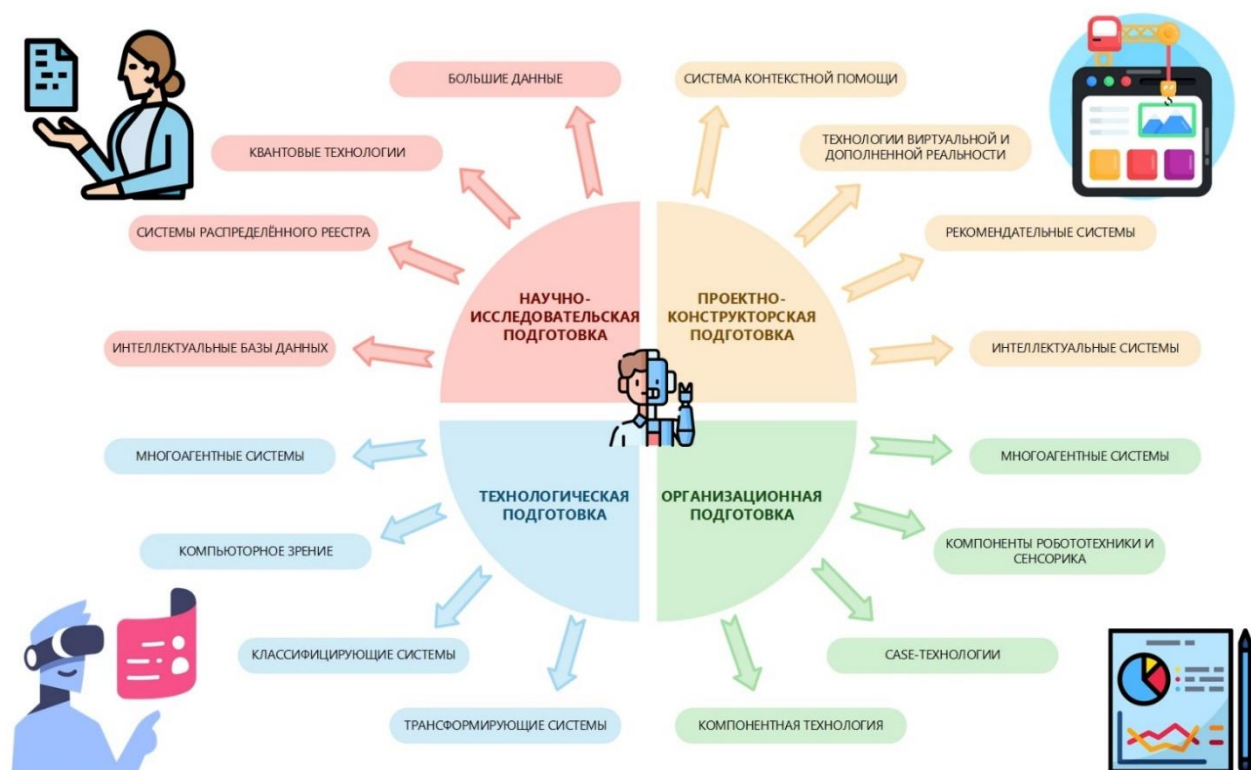 БОЛЬШИЕ ДАННЫЕ
СИСТЕМА КОНТЕКСТНОЙ ПОМОЩИ
КВАНТОВЫЕ ТЕХНОЛОГИИ
ТЕХНОЛОГИИ ВИРТУАЛЬНОЙ И
ДОПОЛНЕННОЙ РЕАЛЬНОСТИ
СИСТЕМЫ РАСПРЕДЕЛЁННОГО РЕЕСТРА
РЕКОМЕНДАТЕЛЬНЫЕ СИСТЕМЫ
НАУЧНО-
ИССЛЕДОВАТЕЛЬСКАЯ
ПОДГОТОВКА
ПРОЕКТНО-
КОНСТРУКТОРСКАЯ
ПОДГОТОВКА
ИНТЕЛЛЕКТУАЛЬНЫЕ БАЗЫ ДАННЫХ
ИНТЕЛЛЕКТУАЛЬНЫЕ СИСТЕМЫ
МНОГОАГЕНТНЫЕ СИСТЕМЫ
МНОГОАГЕНТНЫЕ СИСТЕМЫ
ТЕХНОЛОГИЧЕСКАЯ
ПОДГОТОВКА
ОРГАНИЗАЦИОННАЯ
ПОДГОТОВКА
КОМПЬЮТОРНОЕ ЗРЕНИЕ
КОМПОНЕНТЫ РОБОТОТЕХНИКИ И
СЕНСОРИКА
КЛАССИФИЦИРУЮЩИЕ СИСТЕМЫ
CASE-ТЕХНОЛОГИИ
ТРАНСФОРМИРУЮЩИЕ СИСТЕМЫ
КОМПОНЕНТНАЯ ТЕХНОЛОГИЯ